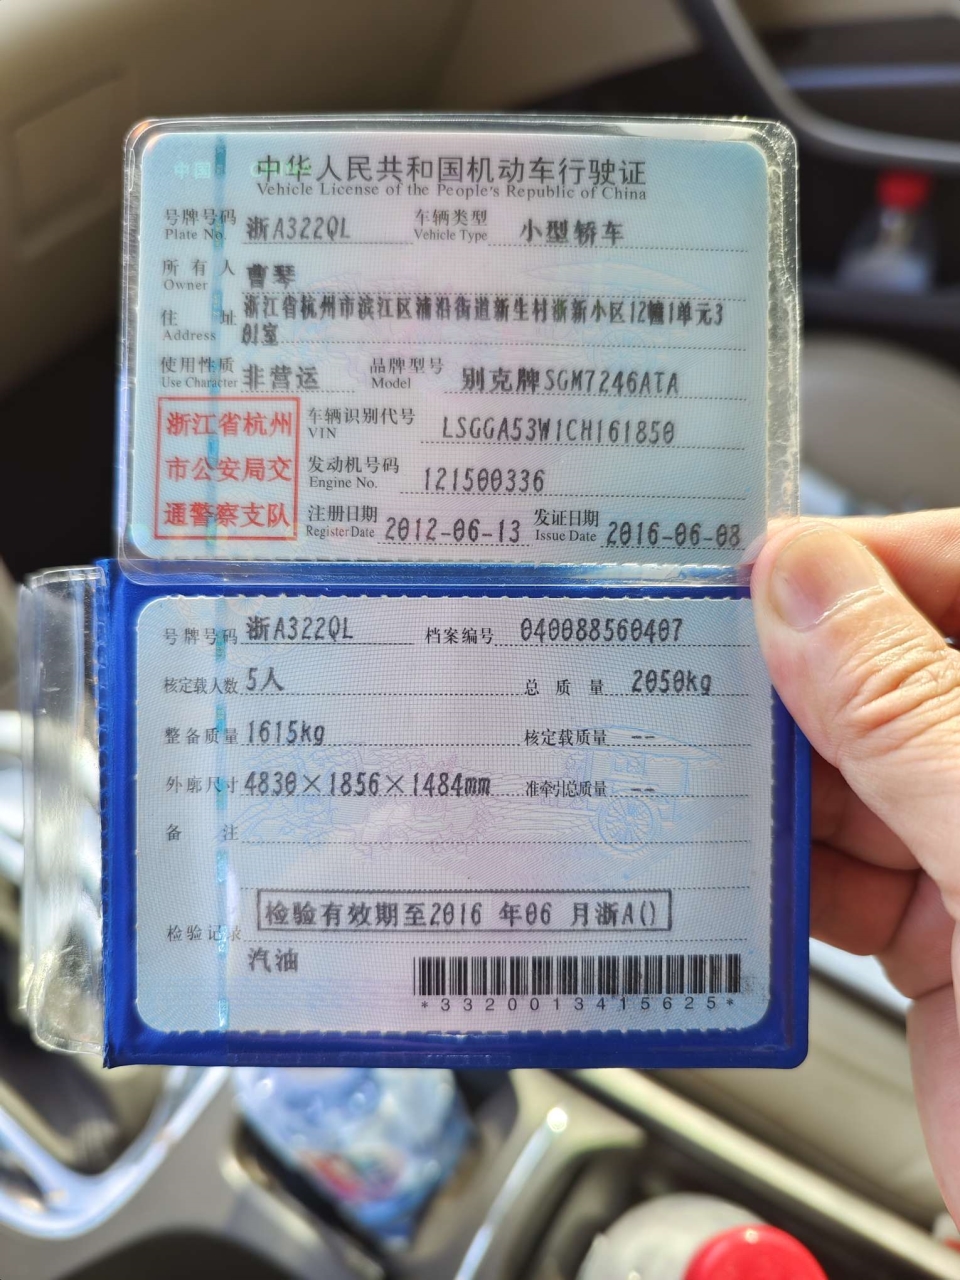 中国
中华人民共和国机动车行驶证
Vehicle License of the People's Republic of China
号牌号码 浙A322QL 车辆类型 小型轿车
Plate No. Vehicle Type
所有人 曹琴
Owner
住址 浙江省杭州市滨江区浦沿街道新生村浙新小区12幢1单元3
01室
Address
使用性质 非营运 品牌型号 别克牌SGM7246ATA
Use Character Model
浙江省杭州
市公安局交
通警察支队
车辆识别代号 LSGGA53W1CH161850
VIN
发动机号码 121500336
Engine No.
注册日期 2012-06-13 发证日期 2016-06-08
Register Date Issue Date
号牌号码 浙A322QL 档案编号 040088560407
核定载人数 5人 总质量 2050kg
整备质量 1615kg 核定载质量 --
外廓尺寸 4830×1856×1484mm 准牵引总质量 --
备注
检验记录 检验有效期至2016 年06 月浙A()
汽油
*3320013415625*